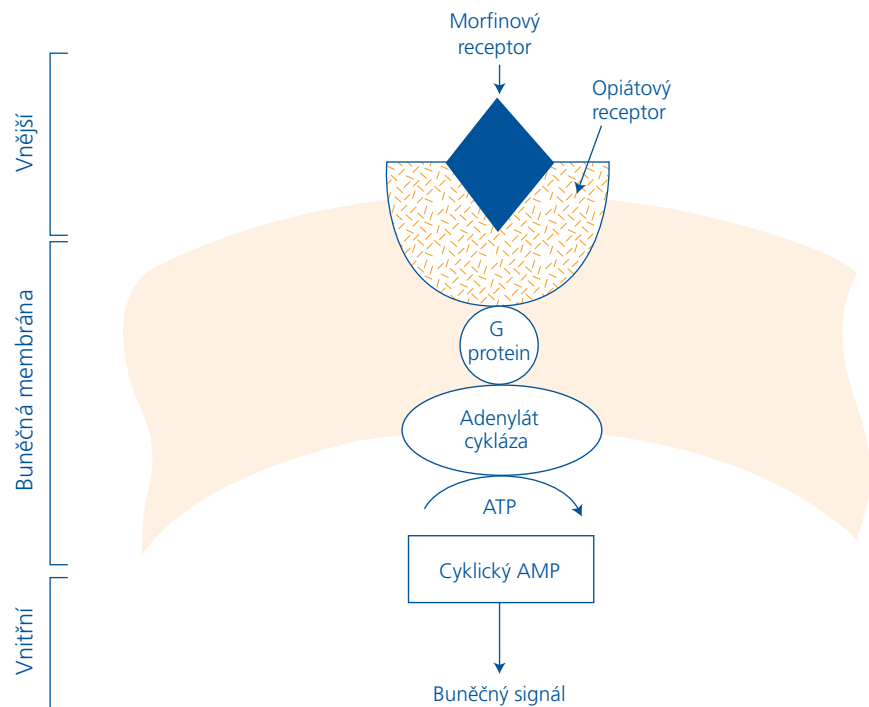 Morfinový
receptor
Opiátový
receptor
Vnější
Buněčná membrána
G
protein
Adenylát
cykláza
ATP
Cyklický AMP
Vnitřní
Buněčný signál